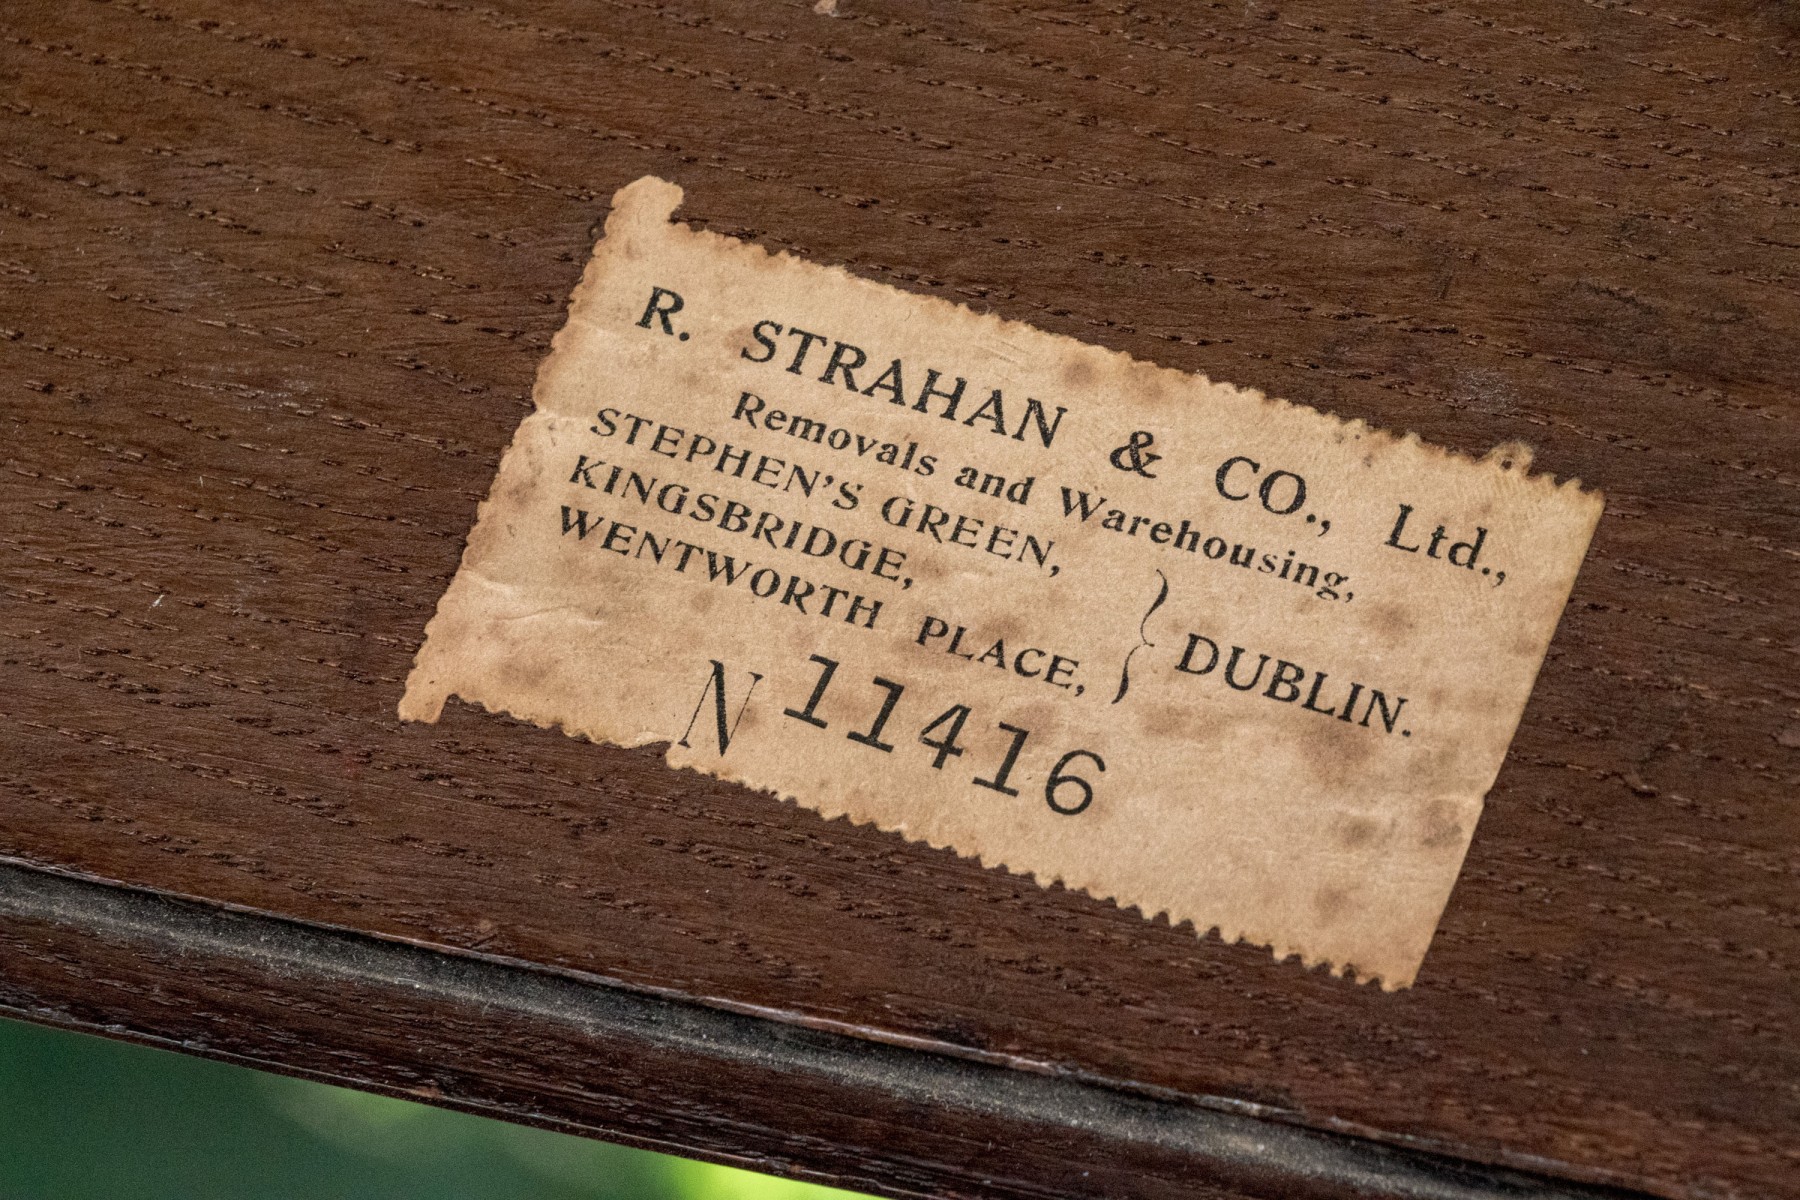 R. STRAHAN & CO., Ltd.,
Removals and Warehousing,
STEPHEN'S GREEN,
KINGSBRIDGE,
WENTWORTH PLACE,
} DUBLIN.
N 11416